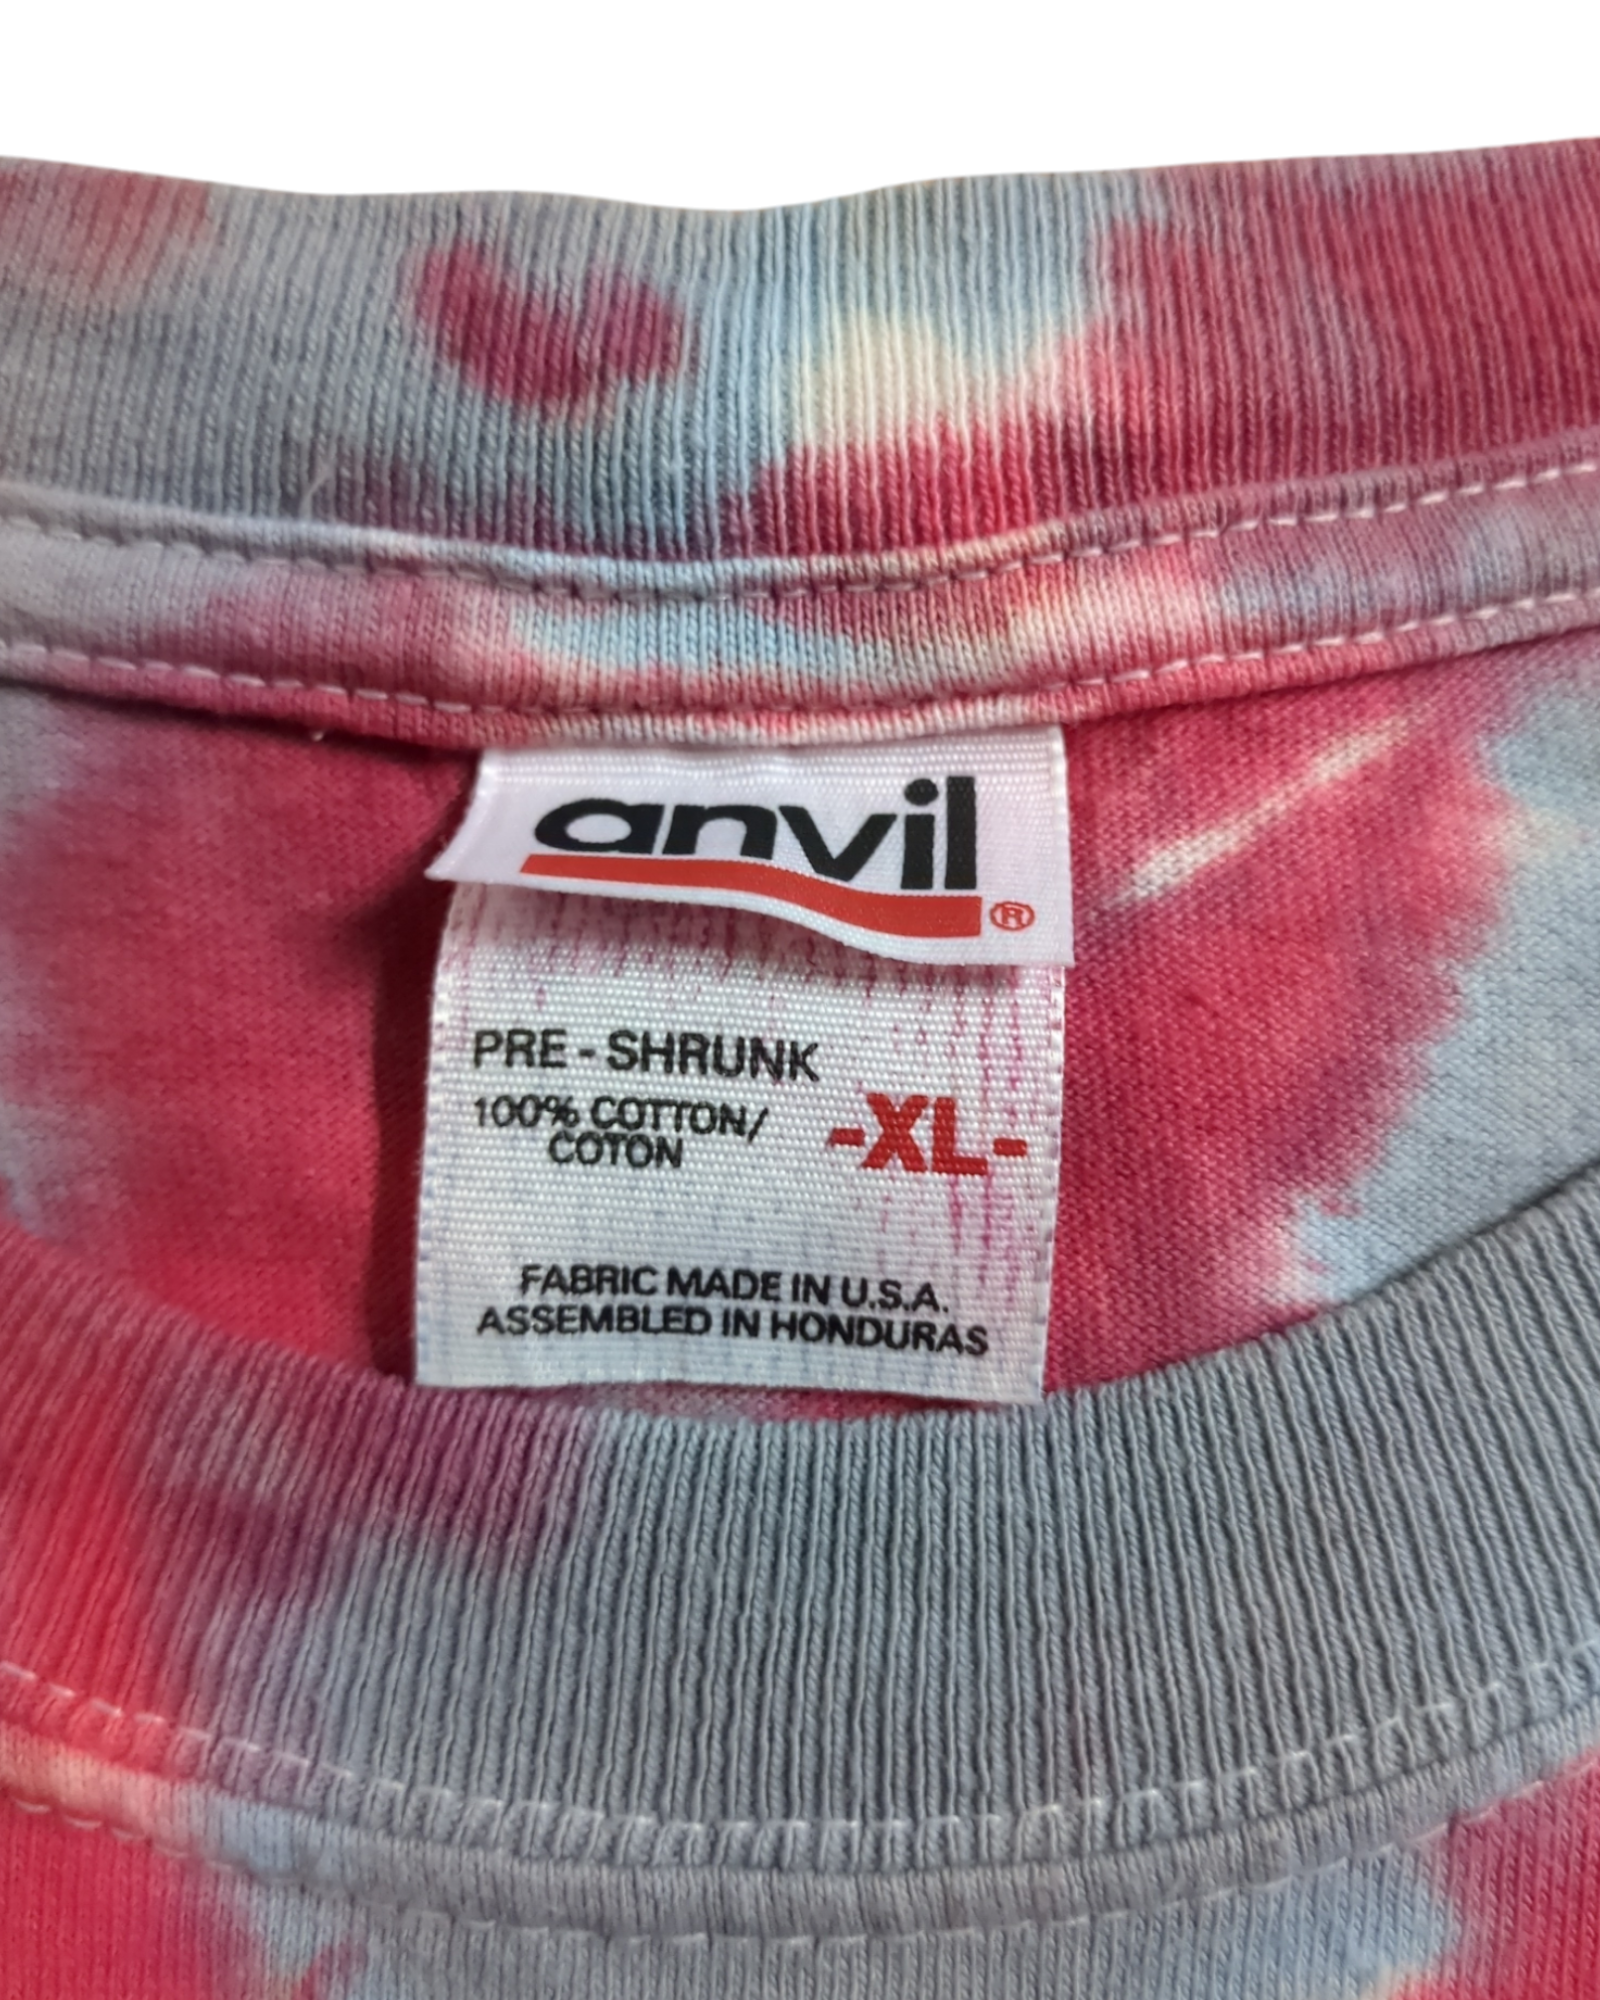 anvil®
PRE-SHRUNK
100% COTTON/
COTON
-XL-
FABRIC MADE IN U.S.A.
ASSEMBLED IN HONDURAS